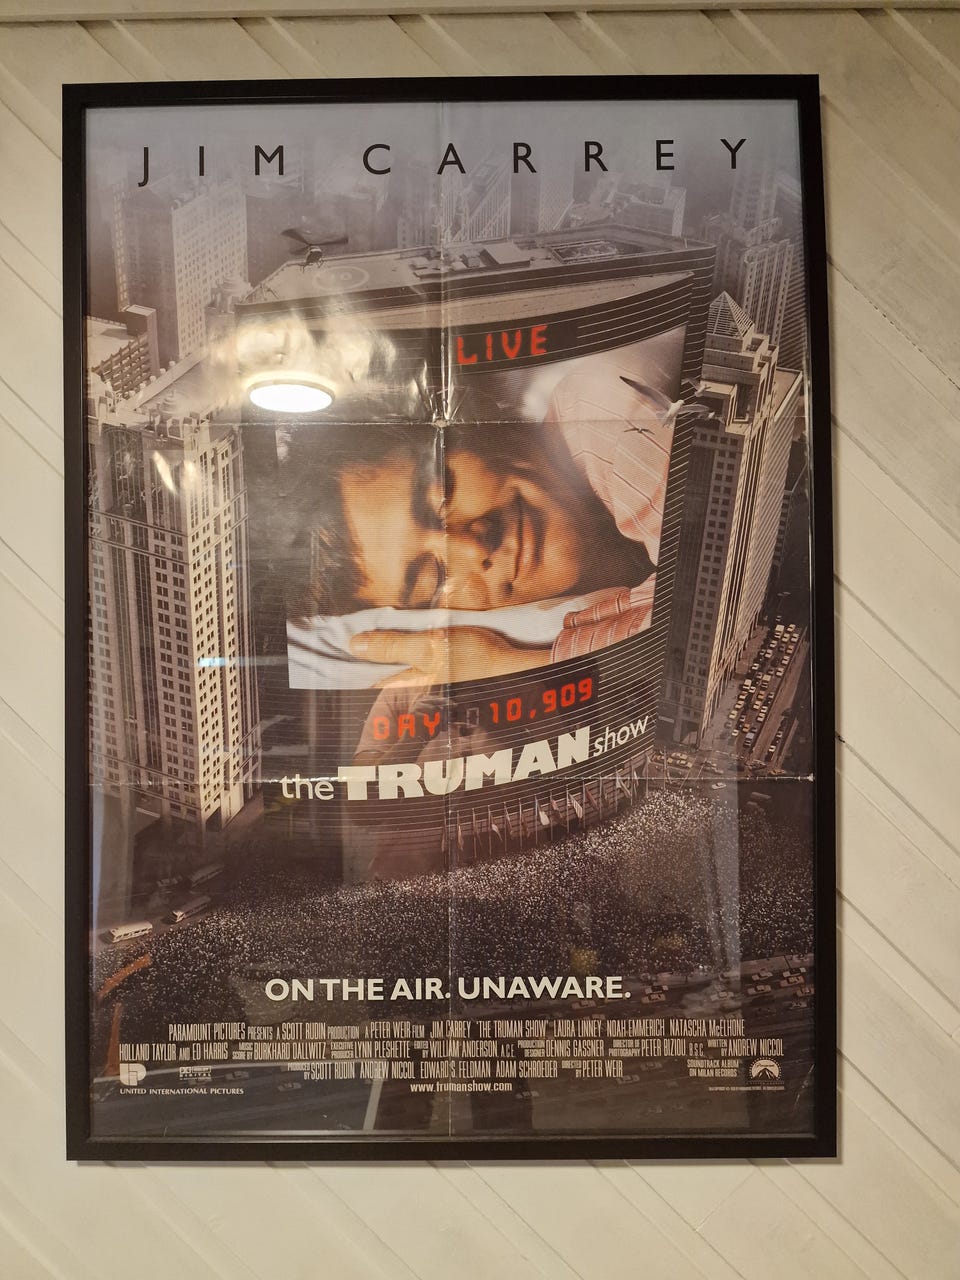 JIM CARREY
LIVE
DAY 10,909
the TRUMAN show
ON THE AIR. UNAWARE.
PARAMOUNT PICTURES PRESENTS A SCOTT RUDIN PRODUCTION A PETER WEIR FILM JIM CARREY "THE TRUMAN SHOW" LAURA LINNEY NOAH EMMERICH NATASCHA McELHONE
HOLLAND TAYLOR AND ED HARRIS MUSIC SCORE BY BURKHARD DALLWITZ EXECUTIVE PRODUCER LYNN PLESHETTE EDITED BY WILLIAM ANDERSON A.C.E. PRODUCTION DESIGNER DENNIS GASSNER DIRECTOR OF PHOTOGRAPHY PETER BIZIOU B.S.C. WRITTEN BY ANDREW NICCOL
PRODUCED BY SCOTT RUDIN ANDREW NICCOL EDWARD S. FELDMAN ADAM SCHROEDER DIRECTED BY PETER WEIR
SOUNDTRACK ALBUM ON MILAN RECORDS
UNITED INTERNATIONAL PICTURES
www.trumanshow.com